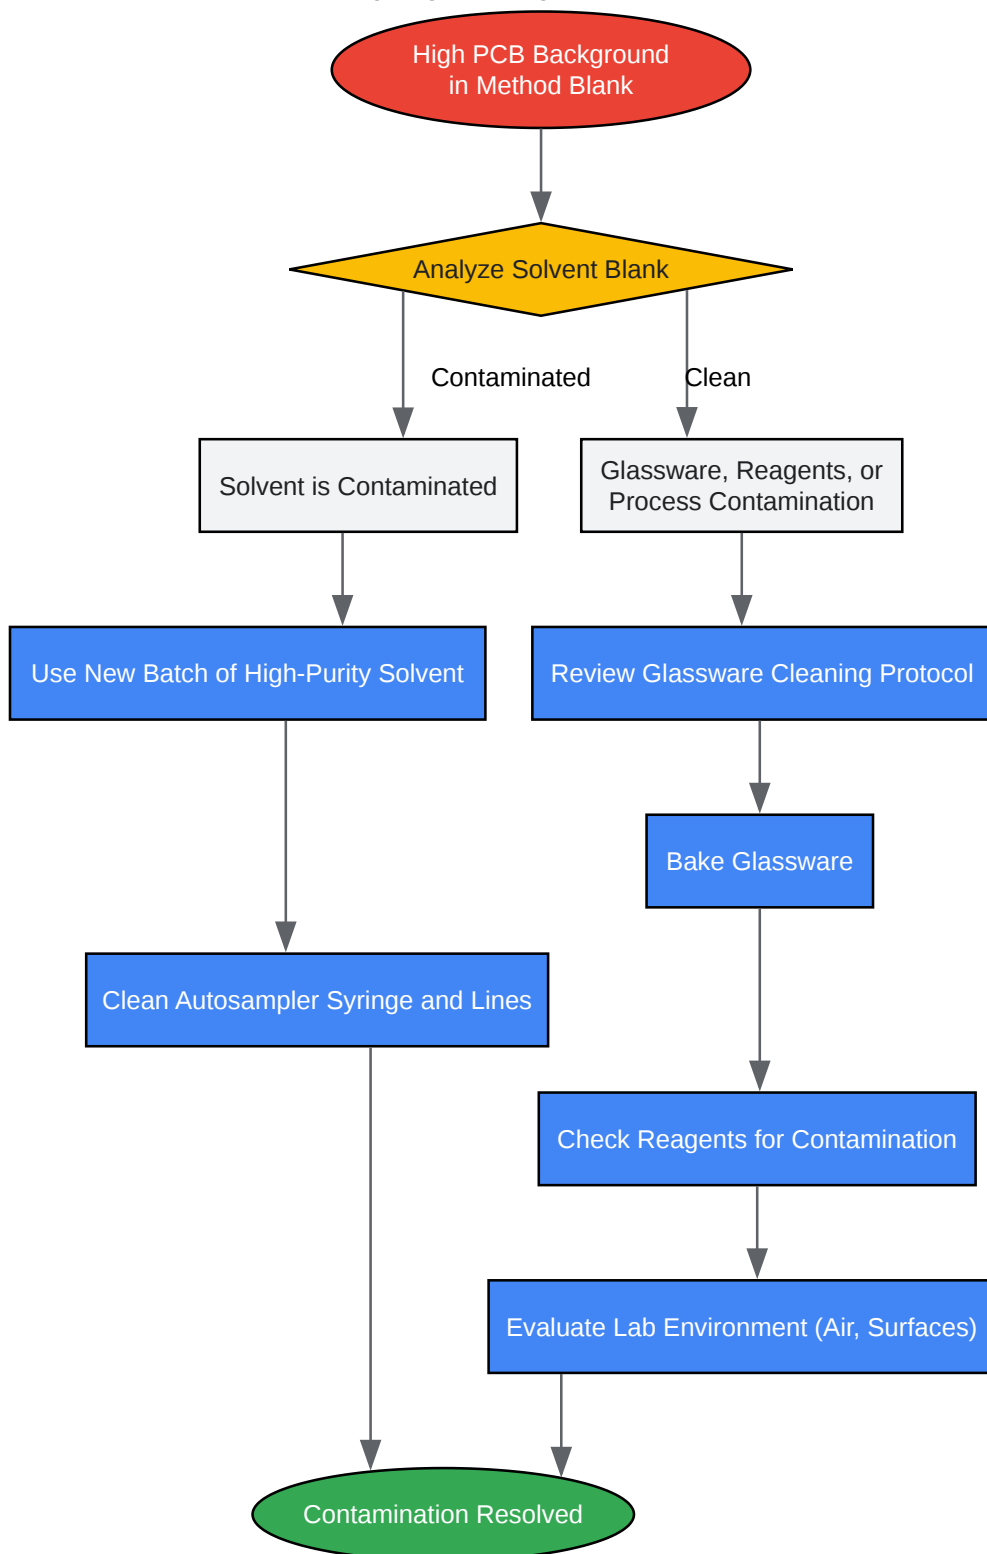 High PCB Background
in Method Blank
Analyze Solvent Blank
Contaminated
Clean
Solvent is Contaminated
Glassware, Reagents, or
Process Contamination
Use New Batch of High-Purity Solvent
Review Glassware Cleaning Protocol
Bake Glassware
Clean Autosampler Syringe and Lines
Check Reagents for Contamination
Evaluate Lab Environment (Air, Surfaces)
Contamination Resolved